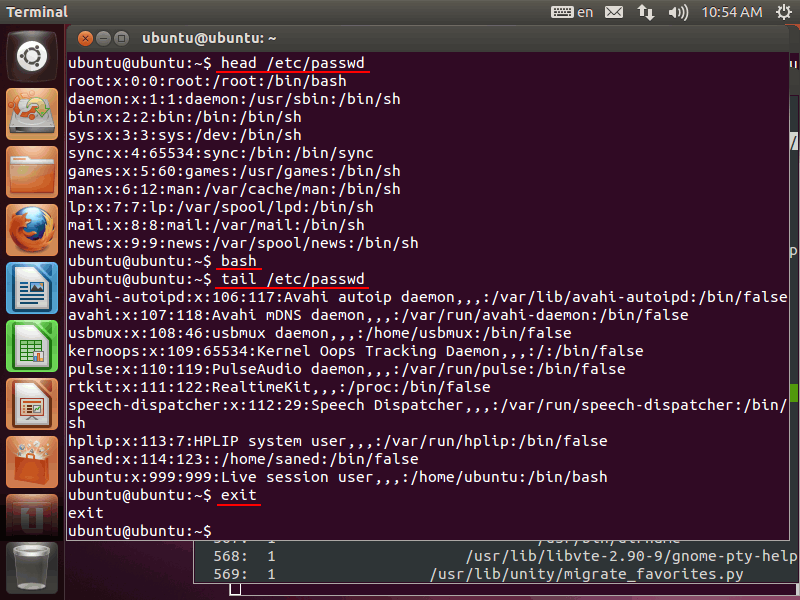 Terminal
en
10:54 AM
ubuntu@ubuntu: ~
ubuntu@ubuntu:~$ head /etc/passwd
root:x:0:0:root:/root:/bin/bash
daemon:x:1:1:daemon:/usr/sbin:/bin/sh
bin:x:2:2:bin:/bin:/bin/sh
sys:x:3:3:sys:/dev:/bin/sh
sync:x:4:65534:sync:/bin:/bin/sync
games:x:5:60:games:/usr/games:/bin/sh
man:x:6:12:man:/var/cache/man:/bin/sh
lp:x:7:7:lp:/var/spool/lpd:/bin/sh
mail:x:8:8:mail:/var/mail:/bin/sh
news:x:9:9:news:/var/spool/news:/bin/sh
ubuntu@ubuntu:~$ bash
ubuntu@ubuntu:~$ tail /etc/passwd
avahi-autoipd:x:106:117:Avahi autoip daemon,,,:/var/lib/avahi-autoipd:/bin/false
avahi:x:107:118:Avahi mDNS daemon,,,:/var/run/avahi-daemon:/bin/false
usbmux:x:108:46:usbmux daemon,,,:/home/usbmux:/bin/false
kernoops:x:109:65534:Kernel Oops Tracking Daemon,,,:/:/bin/false
pulse:x:110:119:PulseAudio daemon,,,:/var/run/pulse:/bin/false
rtkit:x:111:122:RealtimeKit,,,:/proc:/bin/false
speech-dispatcher:x:112:29:Speech Dispatcher,,,:/var/run/speech-dispatcher:/bin/
sh
hplip:x:113:7:HPLIP system user,,,:/var/run/hplip:/bin/false
saned:x:114:123::/home/saned:/bin/false
ubuntu:x:999:999:Live session user,,,:/home/ubuntu:/bin/bash
ubuntu@ubuntu:~$ exit
exit
ubuntu@ubuntu:~$
568: 1 /usr/lib/libvte-2.90-9/gnome-pty-help
569: 1 /usr/lib/unity/migrate_favorites.py